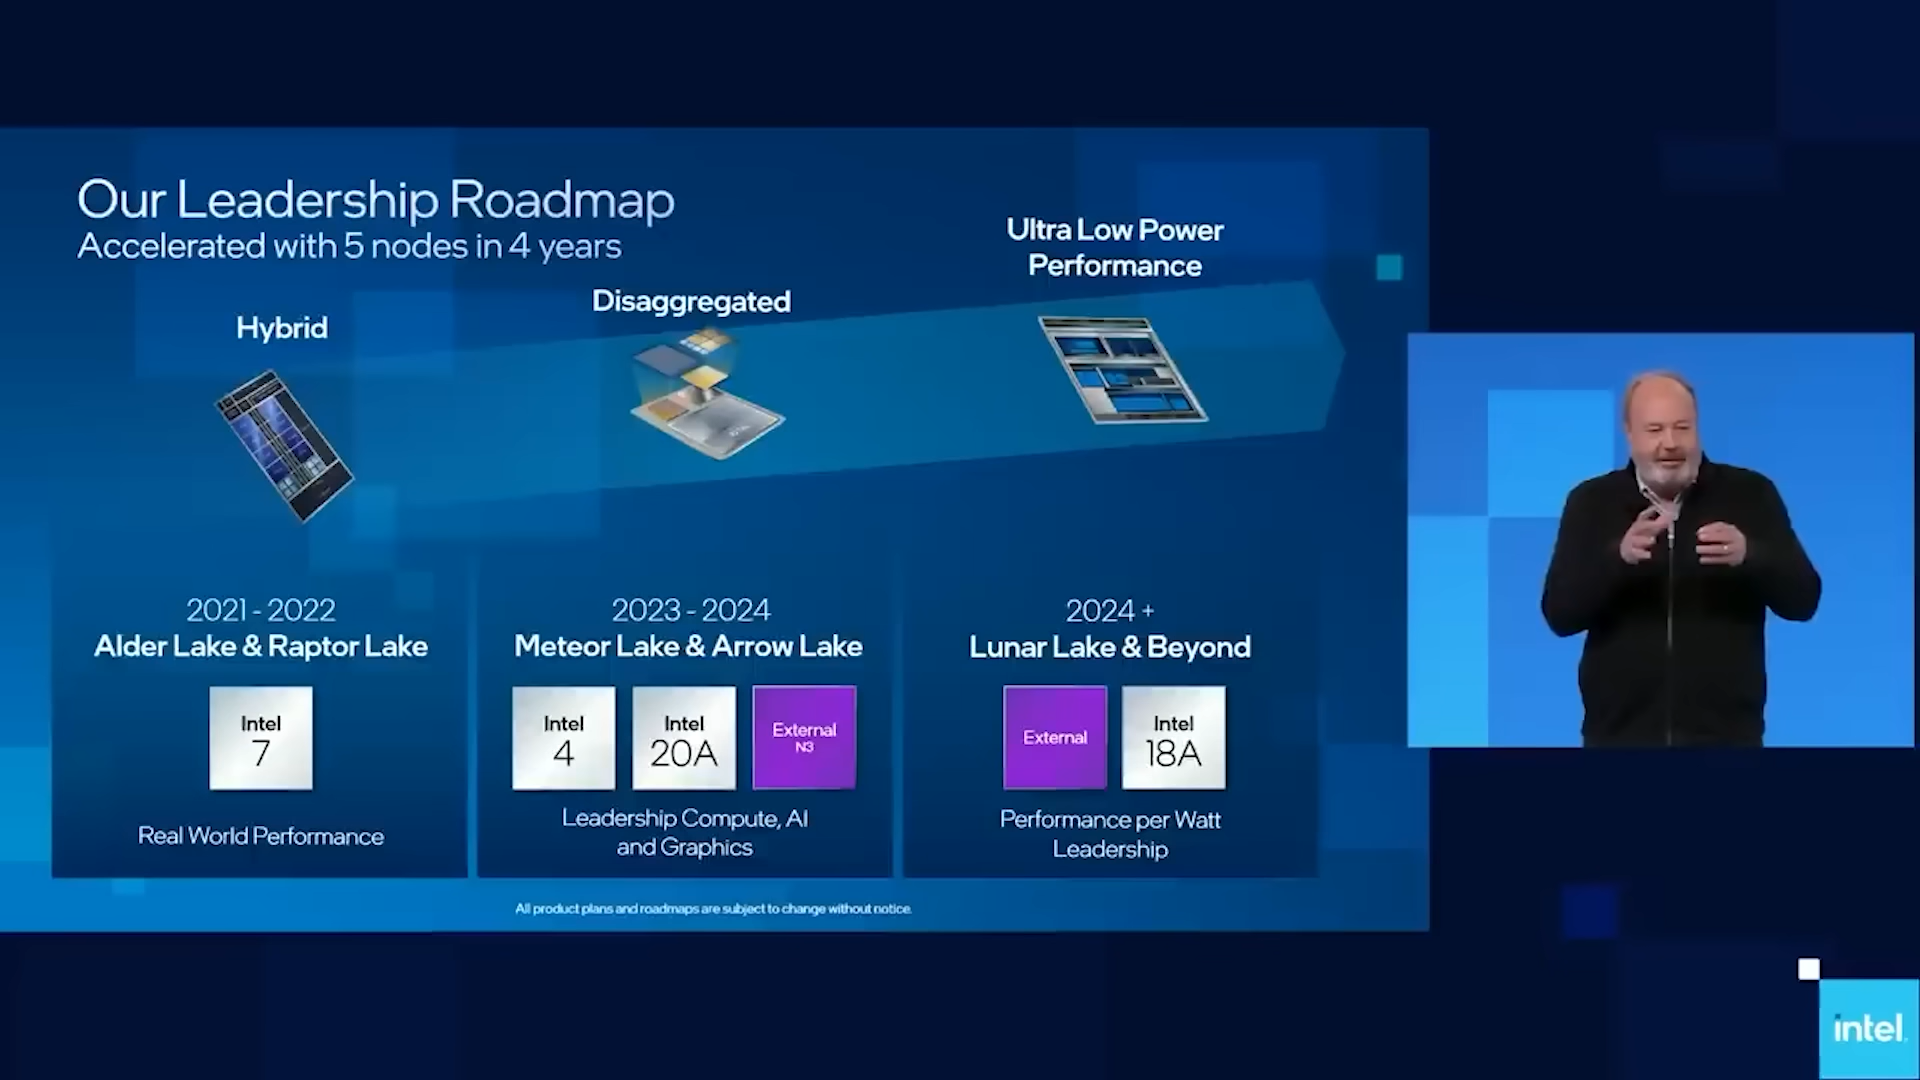 Our Leadership Roadmap
Accelerated with 5 nodes in 4 years
Hybrid
Disaggregated
Ultra Low Power
Performance
2021 - 2022
Alder Lake & Raptor Lake
Intel
7
Real World Performance
2023 - 2024
Meteor Lake & Arrow Lake
Intel
4
Intel
20A
External
N3
Leadership Compute, AI
and Graphics
2024 +
Lunar Lake & Beyond
External
Intel
18A
Performance per Watt
Leadership
All product plans and roadmaps are subject to change without notice.
intel.